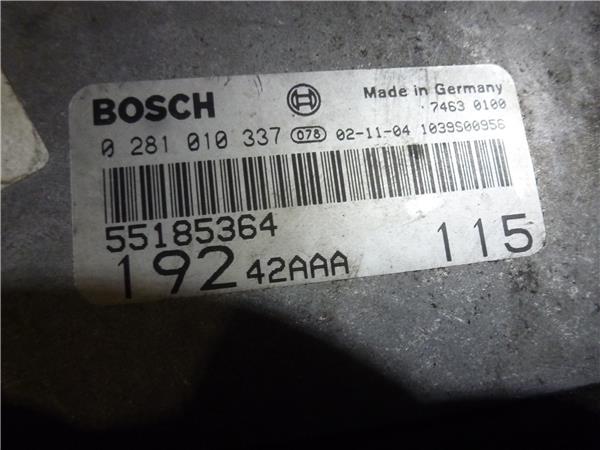 BOSCH Made in Germany
7463 0100
0 281 010 337 078 02-11-04 1039S00956
55185364
192 42AAA 115